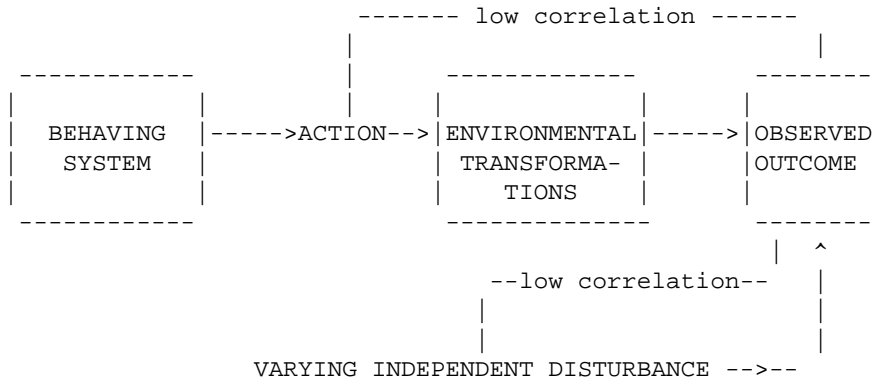 low correlation
BEHAVING ACTION ENVIRONMENTAL OBSERVED
SYSTEM TRANSFORMA- OUTCOME
TIONS
low correlation
VARYING INDEPENDENT DISTURBANCE